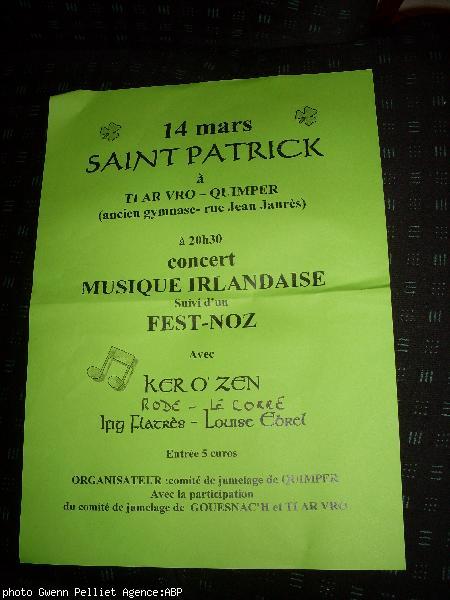 14 mars
SAINT PATRICK
à
TI AR VRO – QUIMPER
(ancien gymnase- rue Jean Jaurès)
à 20h30
concert
MUSIQUE IRLANDAISE
Suivi d'un
FEST-NOZ
Avec
KER O' ZEN
RODE - LE CORRE
Ipig Flatrès - Louise Ebrel
Entrée 5 euros
ORGANISATEUR :comité de jumelage de QUIMPER
Avec la participation
du comité de jumelage de GOUESNAC'H et TI AR VRO
photo Gwenn Pelliet Agence:ABP